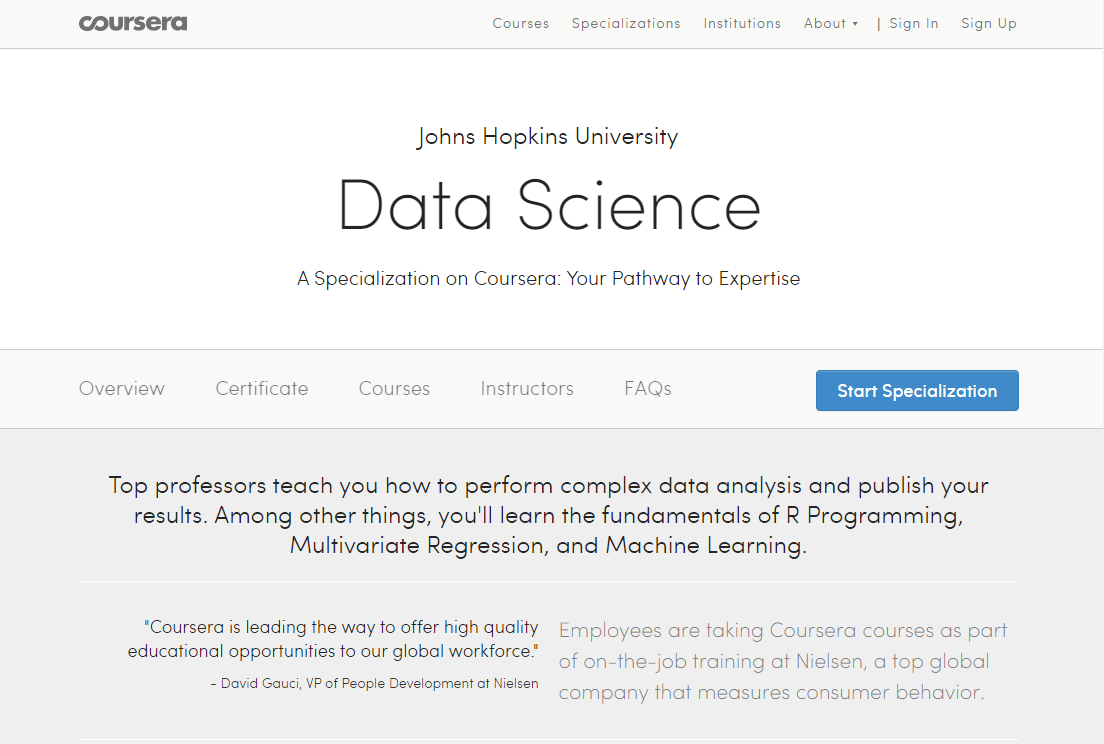 coursera
Courses Specializations Institutions About ▾ | Sign In Sign Up
Johns Hopkins University
Data Science
A Specialization on Coursera: Your Pathway to Expertise
Overview Certificate Courses Instructors FAQs Start Specialization
Top professors teach you how to perform complex data analysis and publish your
results. Among other things, you'll learn the fundamentals of R Programming,
Multivariate Regression, and Machine Learning.
"Coursera is leading the way to offer high quality
educational opportunities to our global workforce."
- David Gauci, VP of People Development at Nielsen
Employees are taking Coursera courses as part
of on-the-job training at Nielsen, a top global
company that measures consumer behavior.